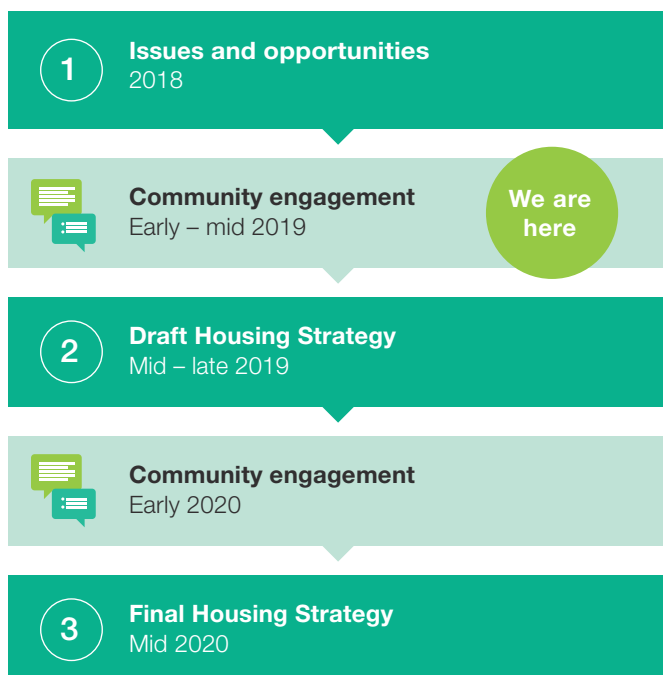 1
Issues and opportunities
2018
Community engagement
Early – mid 2019
We are
here
2
Draft Housing Strategy
Mid – late 2019
Community engagement
Early 2020
3
Final Housing Strategy
Mid 2020